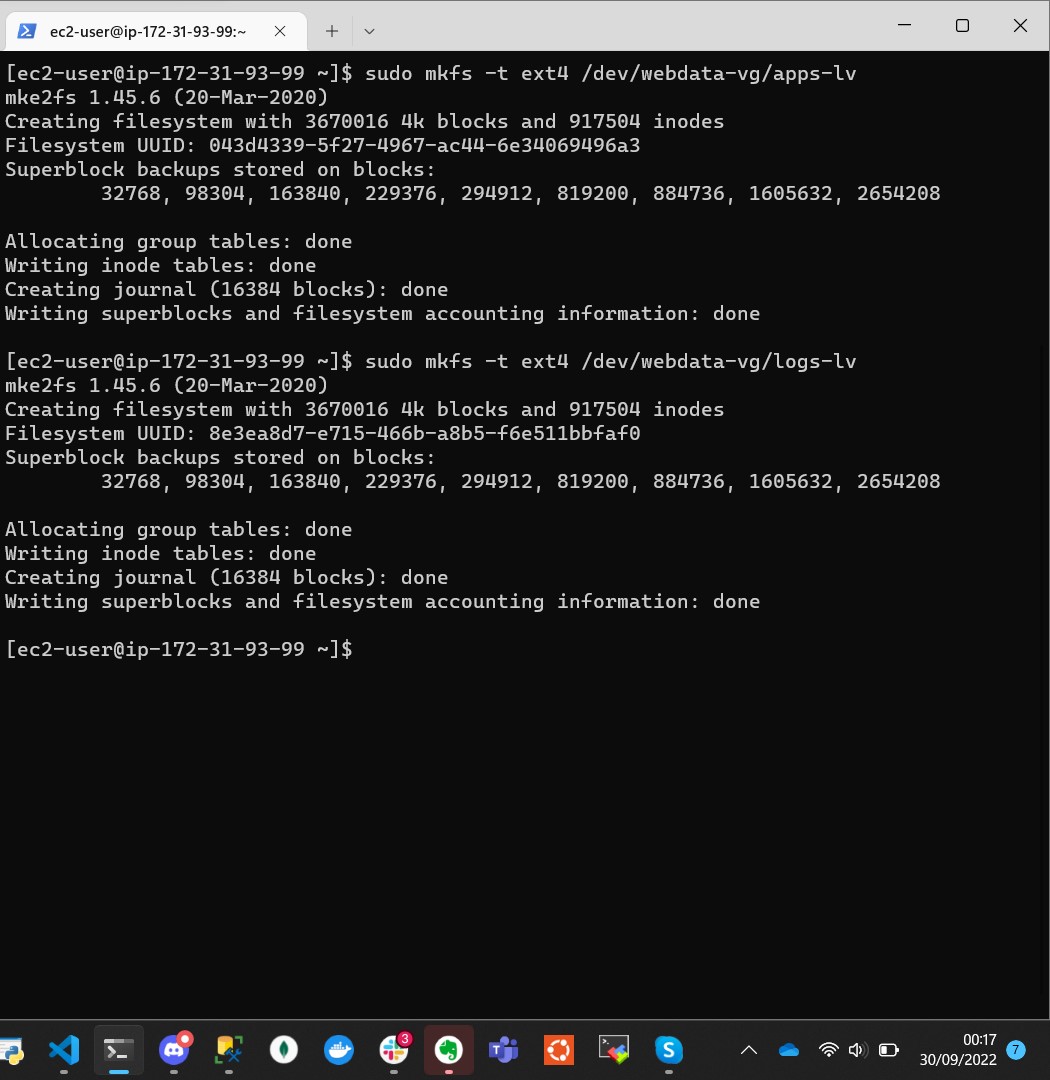 ec2-user@ip-172-31-93-99:~
[ec2-user@ip-172-31-93-99 ~]$ sudo mkfs -t ext4 /dev/webdata-vg/apps-lv
mke2fs 1.45.6 (20-Mar-2020)
Creating filesystem with 3670016 4k blocks and 917504 inodes
Filesystem UUID: 043d4339-5f27-4967-ac44-6e34069496a3
Superblock backups stored on blocks:
32768, 98304, 163840, 229376, 294912, 819200, 884736, 1605632, 2654208
Allocating group tables: done
Writing inode tables: done
Creating journal (16384 blocks): done
Writing superblocks and filesystem accounting information: done
[ec2-user@ip-172-31-93-99 ~]$ sudo mkfs -t ext4 /dev/webdata-vg/logs-lv
mke2fs 1.45.6 (20-Mar-2020)
Creating filesystem with 3670016 4k blocks and 917504 inodes
Filesystem UUID: 8e3ea8d7-e715-466b-a8b5-f6e511bbfaf0
Superblock backups stored on blocks:
32768, 98304, 163840, 229376, 294912, 819200, 884736, 1605632, 2654208
Allocating group tables: done
Writing inode tables: done
Creating journal (16384 blocks): done
Writing superblocks and filesystem accounting information: done
[ec2-user@ip-172-31-93-99 ~]$
3
00:17
30/09/2022
7